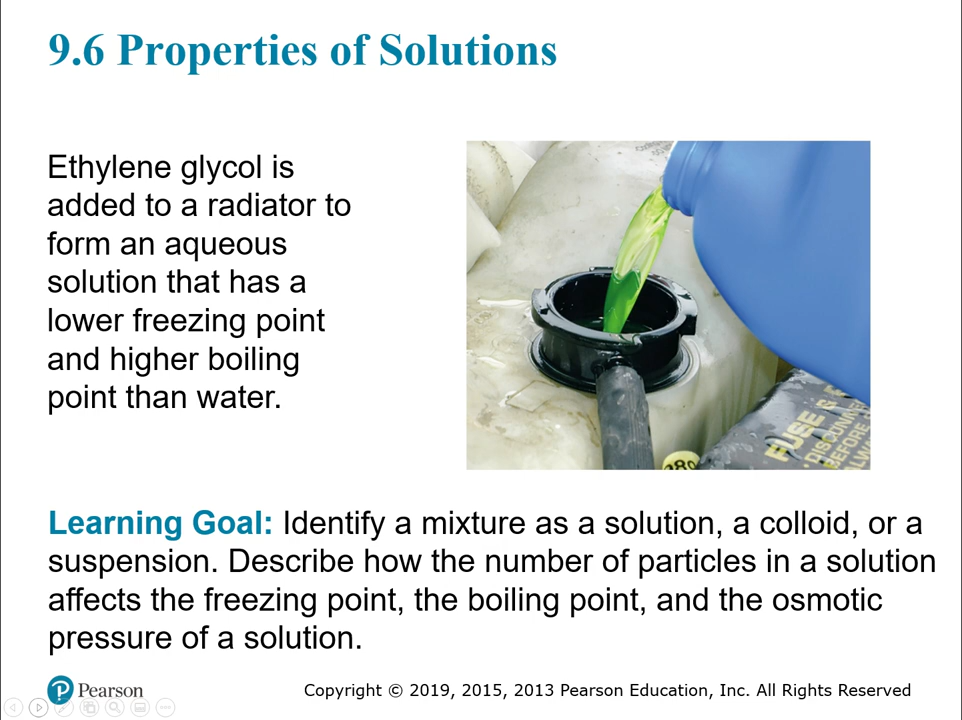 9.6 Properties of Solutions
Ethylene glycol is
added to a radiator to
form an aqueous
solution that has a
lower freezing point
and higher boiling
point than water.
FUSE &
BEFORE
Learning Goal: Identify a mixture as a solution, a colloid, or a
suspension. Describe how the number of particles in a solution
affects the freezing point, the boiling point, and the osmotic
pressure of a solution.
Pearson
Copyright © 2019, 2015, 2013 Pearson Education, Inc. All Rights Reserved